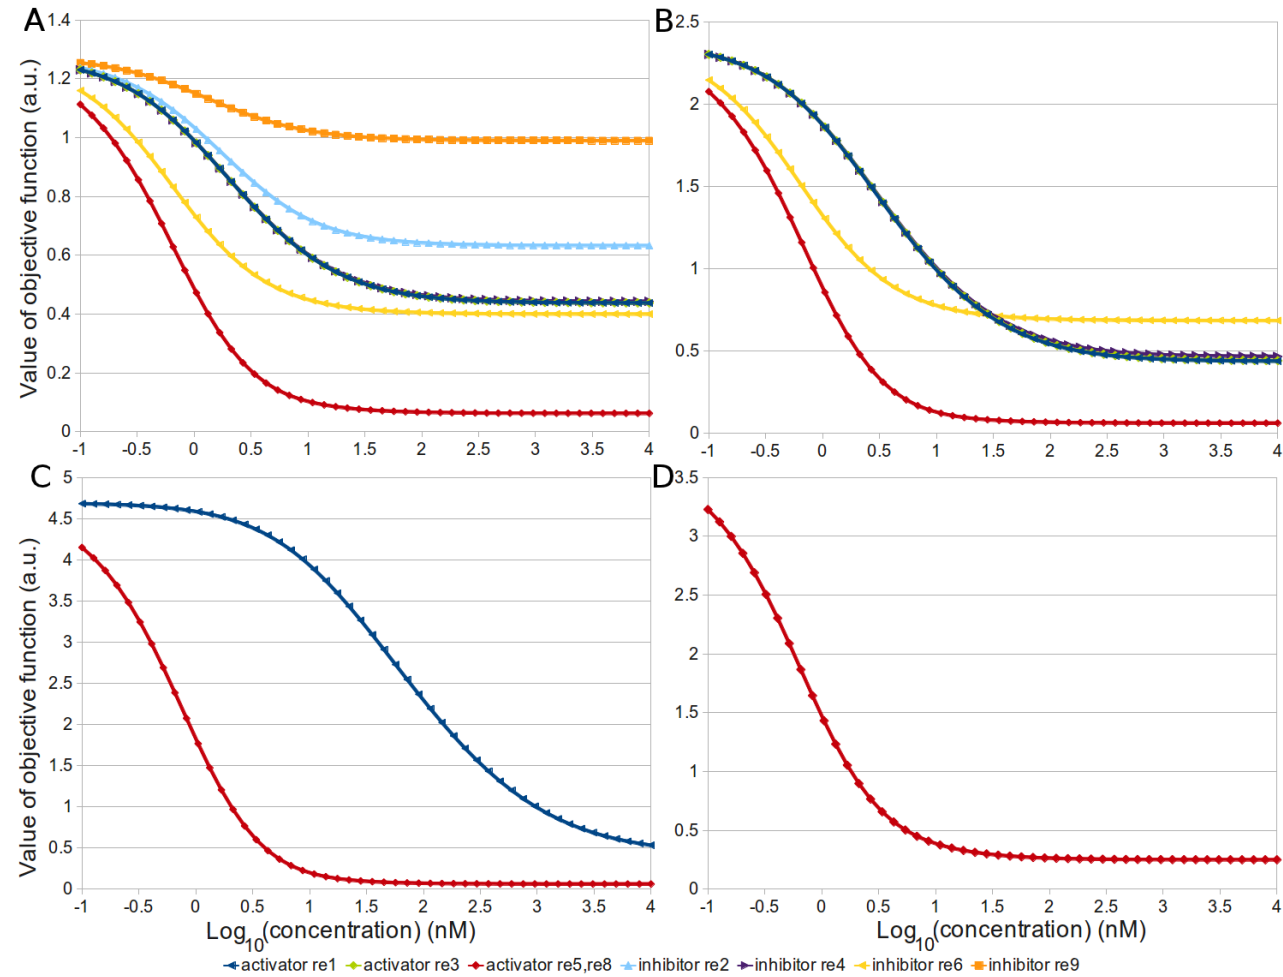 A
1.4
1.2
1
0.8
0.6
0.4
0.2
0
-1 -0.5 0 0.5 1 1.5 2 2.5 3 3.5 4
Value of objective function (a.u.)
B
2.5
2
1.5
1
0.5
0
-1 -0.5 0 0.5 1 1.5 2 2.5 3 3.5 4
C
5
4.5
4
3.5
3
2.5
2
1.5
1
0.5
0
-1 -0.5 0 0.5 1 1.5 2 2.5 3 3.5 4
Value of objective function (a.u.)
Log10(concentration) (nM)
D
3.5
3
2.5
2
1.5
1
0.5
0
-1 -0.5 0 0.5 1 1.5 2 2.5 3 3.5 4
Log10(concentration) (nM)
activator re1 activator re3 activator re5,re8 inhibitor re2 inhibitor re4 inhibitor re6 inhibitor re9